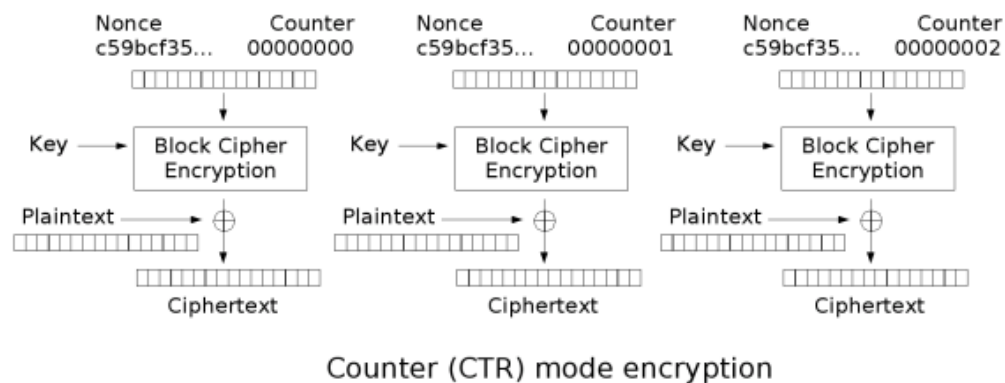 Nonce Counter Nonce Counter Nonce Counter
c59bcf35... 00000000 c59bcf35... 00000001 c59bcf35... 00000002
Key Block Cipher Key Block Cipher Key Block Cipher
Encryption Encryption Encryption
Plaintext Plaintext Plaintext
Ciphertext Ciphertext Ciphertext
Counter (CTR) mode encryption